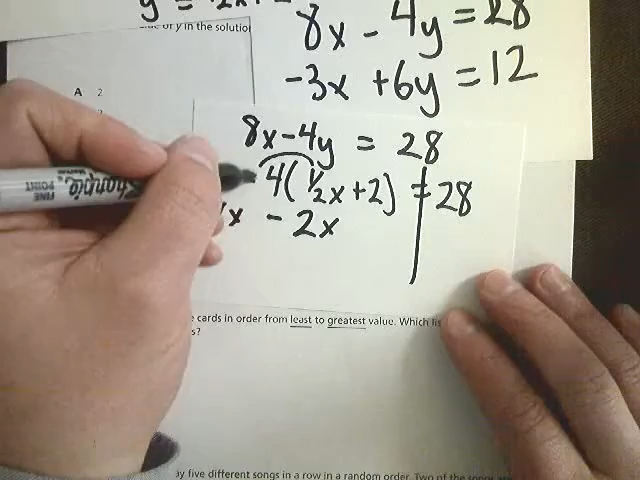 y = 1/2x+
8x - 4y = 28
of y in the solution
-3x + 6y = 12
A 2
8x-4y = 28
4(1/2x+2) = 28
x - 2x
Sharpie
FINE POINT
cards in order from least to greatest value. Which
s?
five different songs in a row in a random order. Two of the songs